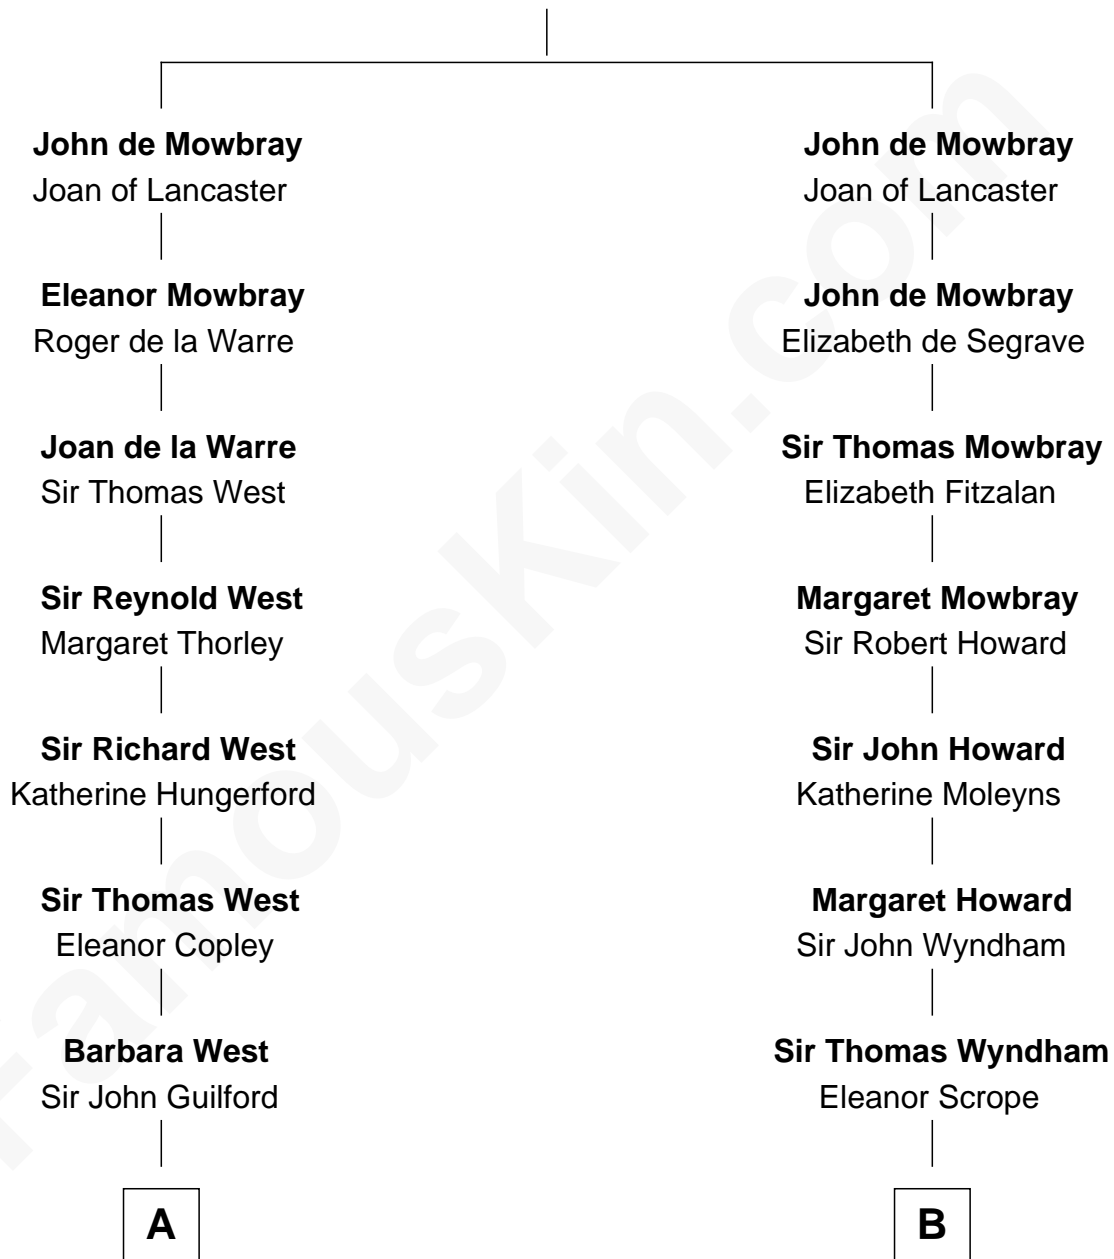 John de Mowbray
Joan of Lancaster
Eleanor Mowbray
Roger de la Warre
Joan de la Warre
Sir Thomas West
Sir Reynold West
Margaret Thorley
Sir Richard West
Katherine Hungerford
Sir Thomas West
Eleanor Copley
Barbara West
Sir John Guilford
A
John de Mowbray
Joan of Lancaster
John de Mowbray
Elizabeth de Segrave
Sir Thomas Mowbray
Elizabeth Fitzalan
Margaret Mowbray
Sir Robert Howard
Sir John Howard
Katherine Moleyns
Margaret Howard
Sir John Wyndham
Sir Thomas Wyndham
Eleanor Scrope
B
FamousKin.com